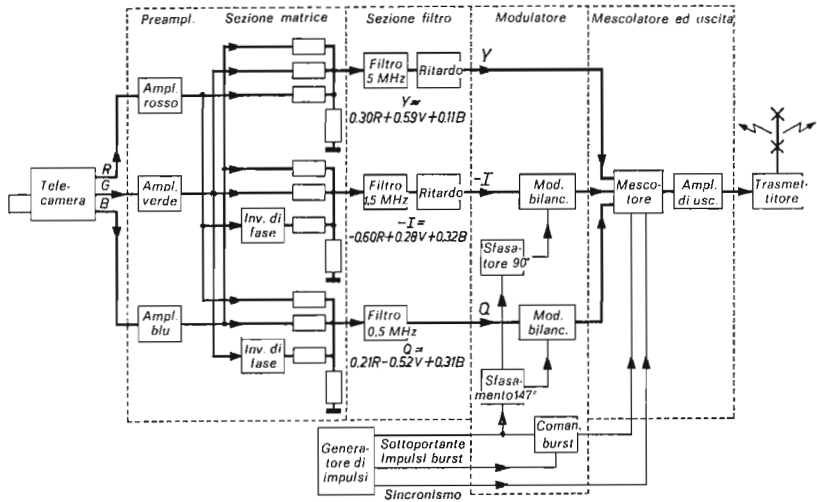 Preampl. Sezione matrice Sezione filtro Modulatore Mescolatore ed uscita
Ampl.
rosso
Filtro
5 MHz
Ritardo
Y
Y=
0.30R+0.59V+0.11B
Tele-
camera
R
G
B
Ampl.
verde
Filtro
1.5 MHz
Ritardo
-I
Mod.
bilanc.
Mesco-
tore
Ampl.
di usc.
Trasmet-
titore
Inv. di
fase
-I=
-0.60R+0.28V+0.32B
Sfasa-
tore 90°
Ampl.
blu
Filtro
0.5 MHz
Q
Mod.
bilanc.
Inv. di
fase
Q=
0.21R-0.52V+0.31B
Sfasa-
mento147°
Generato-
re di
impulsi
Sottoportante
Impulsi burst
Sincronismo
Coman.
burst